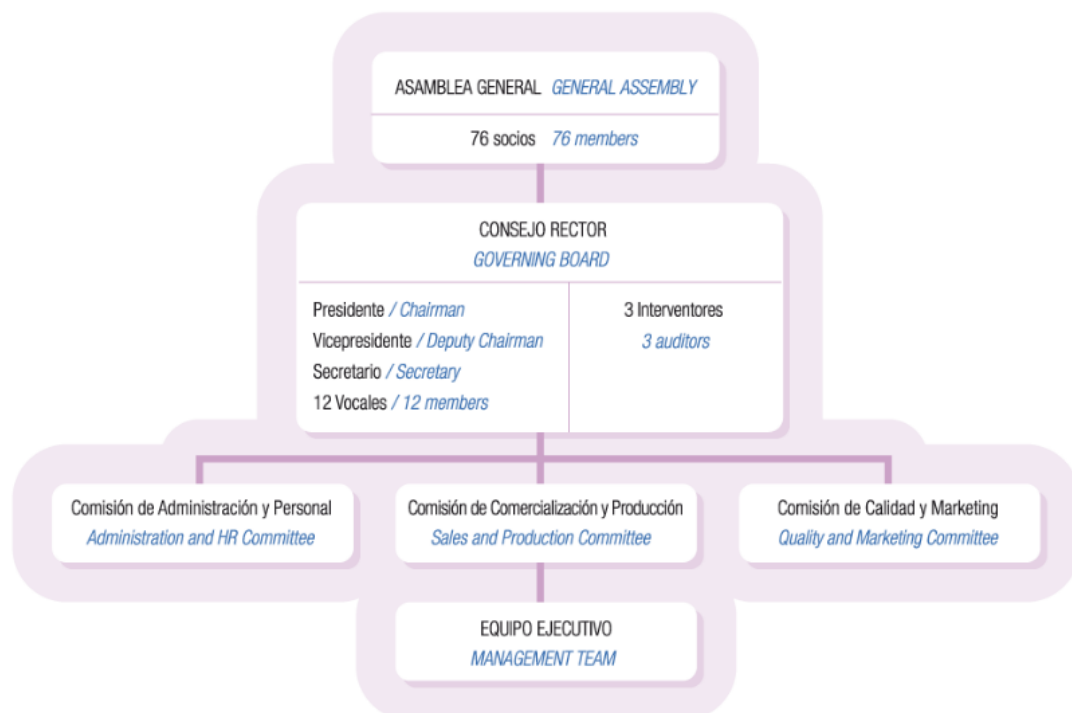 ASAMBLEA GENERAL GENERAL ASSEMBLY
76 socios 76 members
CONSEJO RECTOR
GOVERNING BOARD
Presidente / Chairman
Vicepresidente / Deputy Chairman
Secretario / Secretary
12 Vocales / 12 members
3 Interventores
3 auditors
Comisión de Administración y Personal
Administration and HR Committee
Comisión de Comercialización y Producción
Sales and Production Committee
Comisión de Calidad y Marketing
Quality and Marketing Committee
EQUIPO EJECUTIVO
MANAGEMENT TEAM